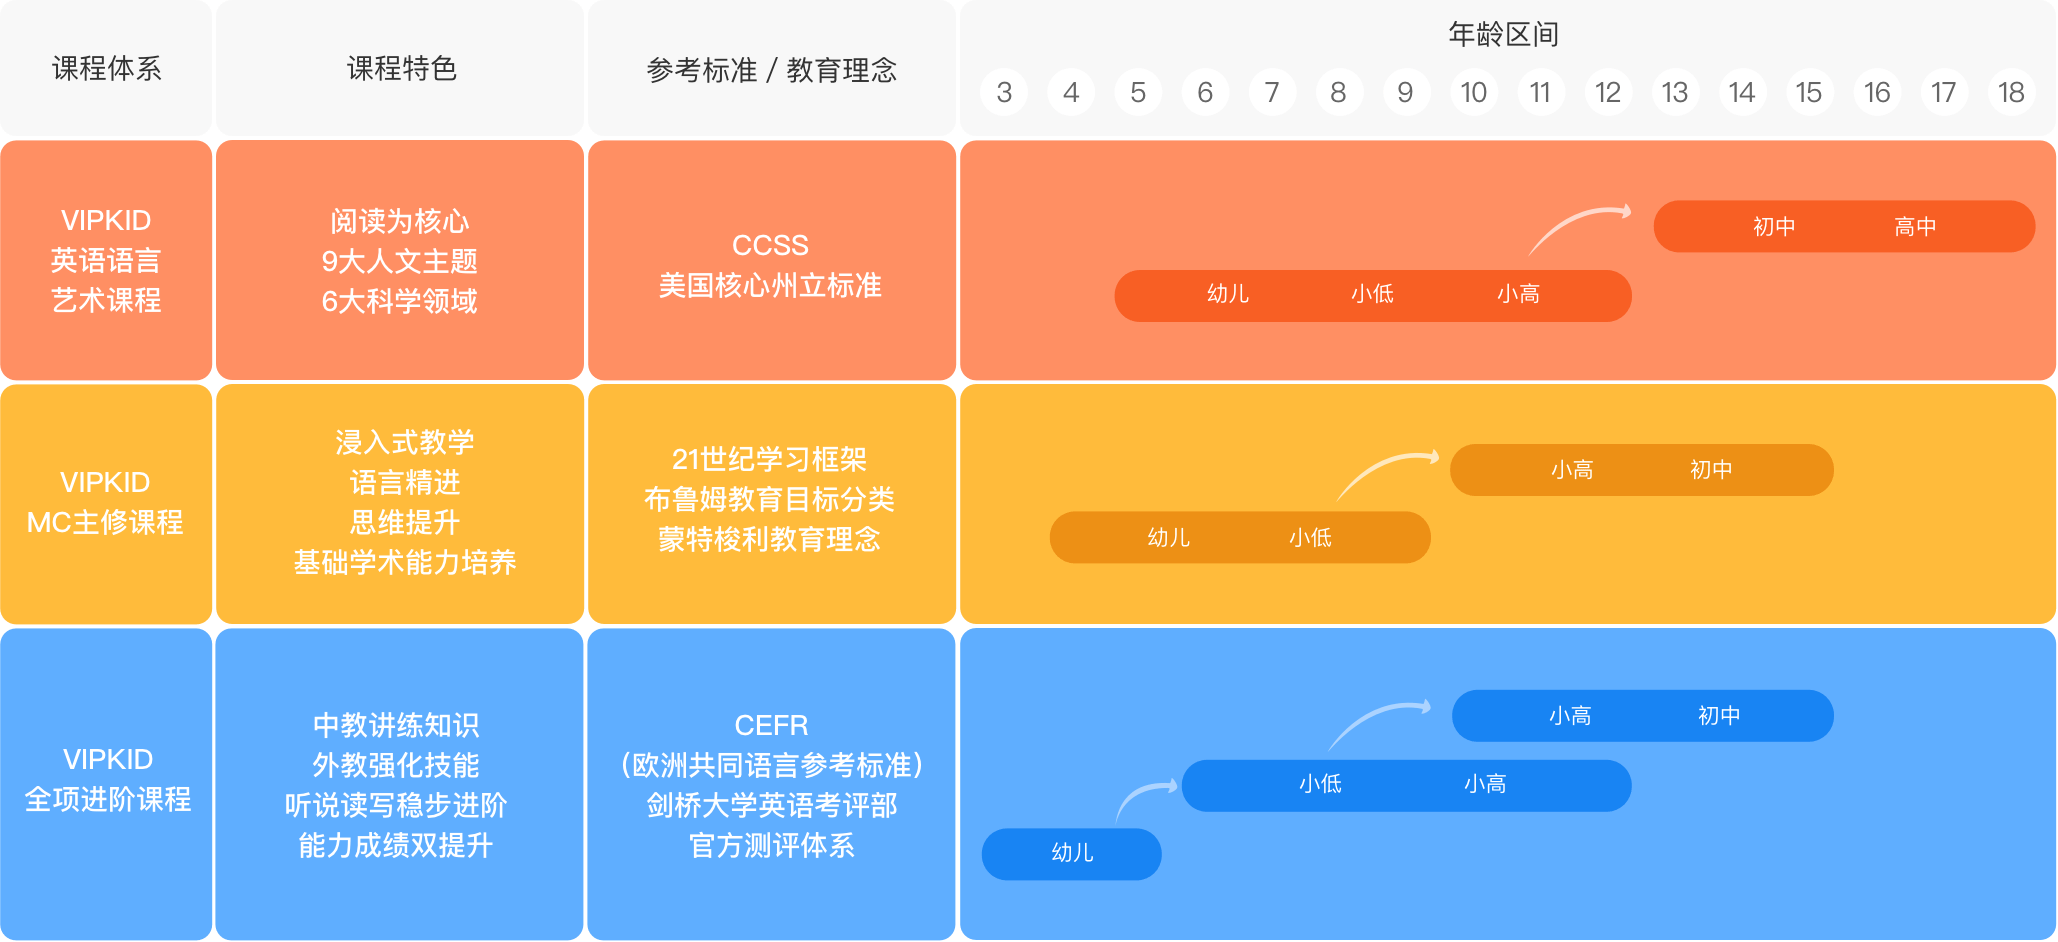 课程体系
课程特色
参考标准 / 教育理念
年龄区间
3 4 5 6 7 8 9 10 11 12 13 14 15 16 17 18
VIPKID
英语语言
艺术课程
阅读为核心
9大人文主题
6大科学领域
CCSS
美国核心州立标准
初中 高中
幼儿 小低 小高
VIPKID
MC主修课程
浸入式教学
语言精进
思维提升
基础学术能力培养
21世纪学习框架
布鲁姆教育目标分类
蒙特梭利教育理念
小高 初中
幼儿 小低
VIPKID
全项进阶课程
中教讲练知识
外教强化技能
听说读写稳步进阶
能力成绩双提升
CEFR
（欧洲共同语言参考标准）
剑桥大学英语考评部
官方测评体系
小高 初中
小低 小高
幼儿